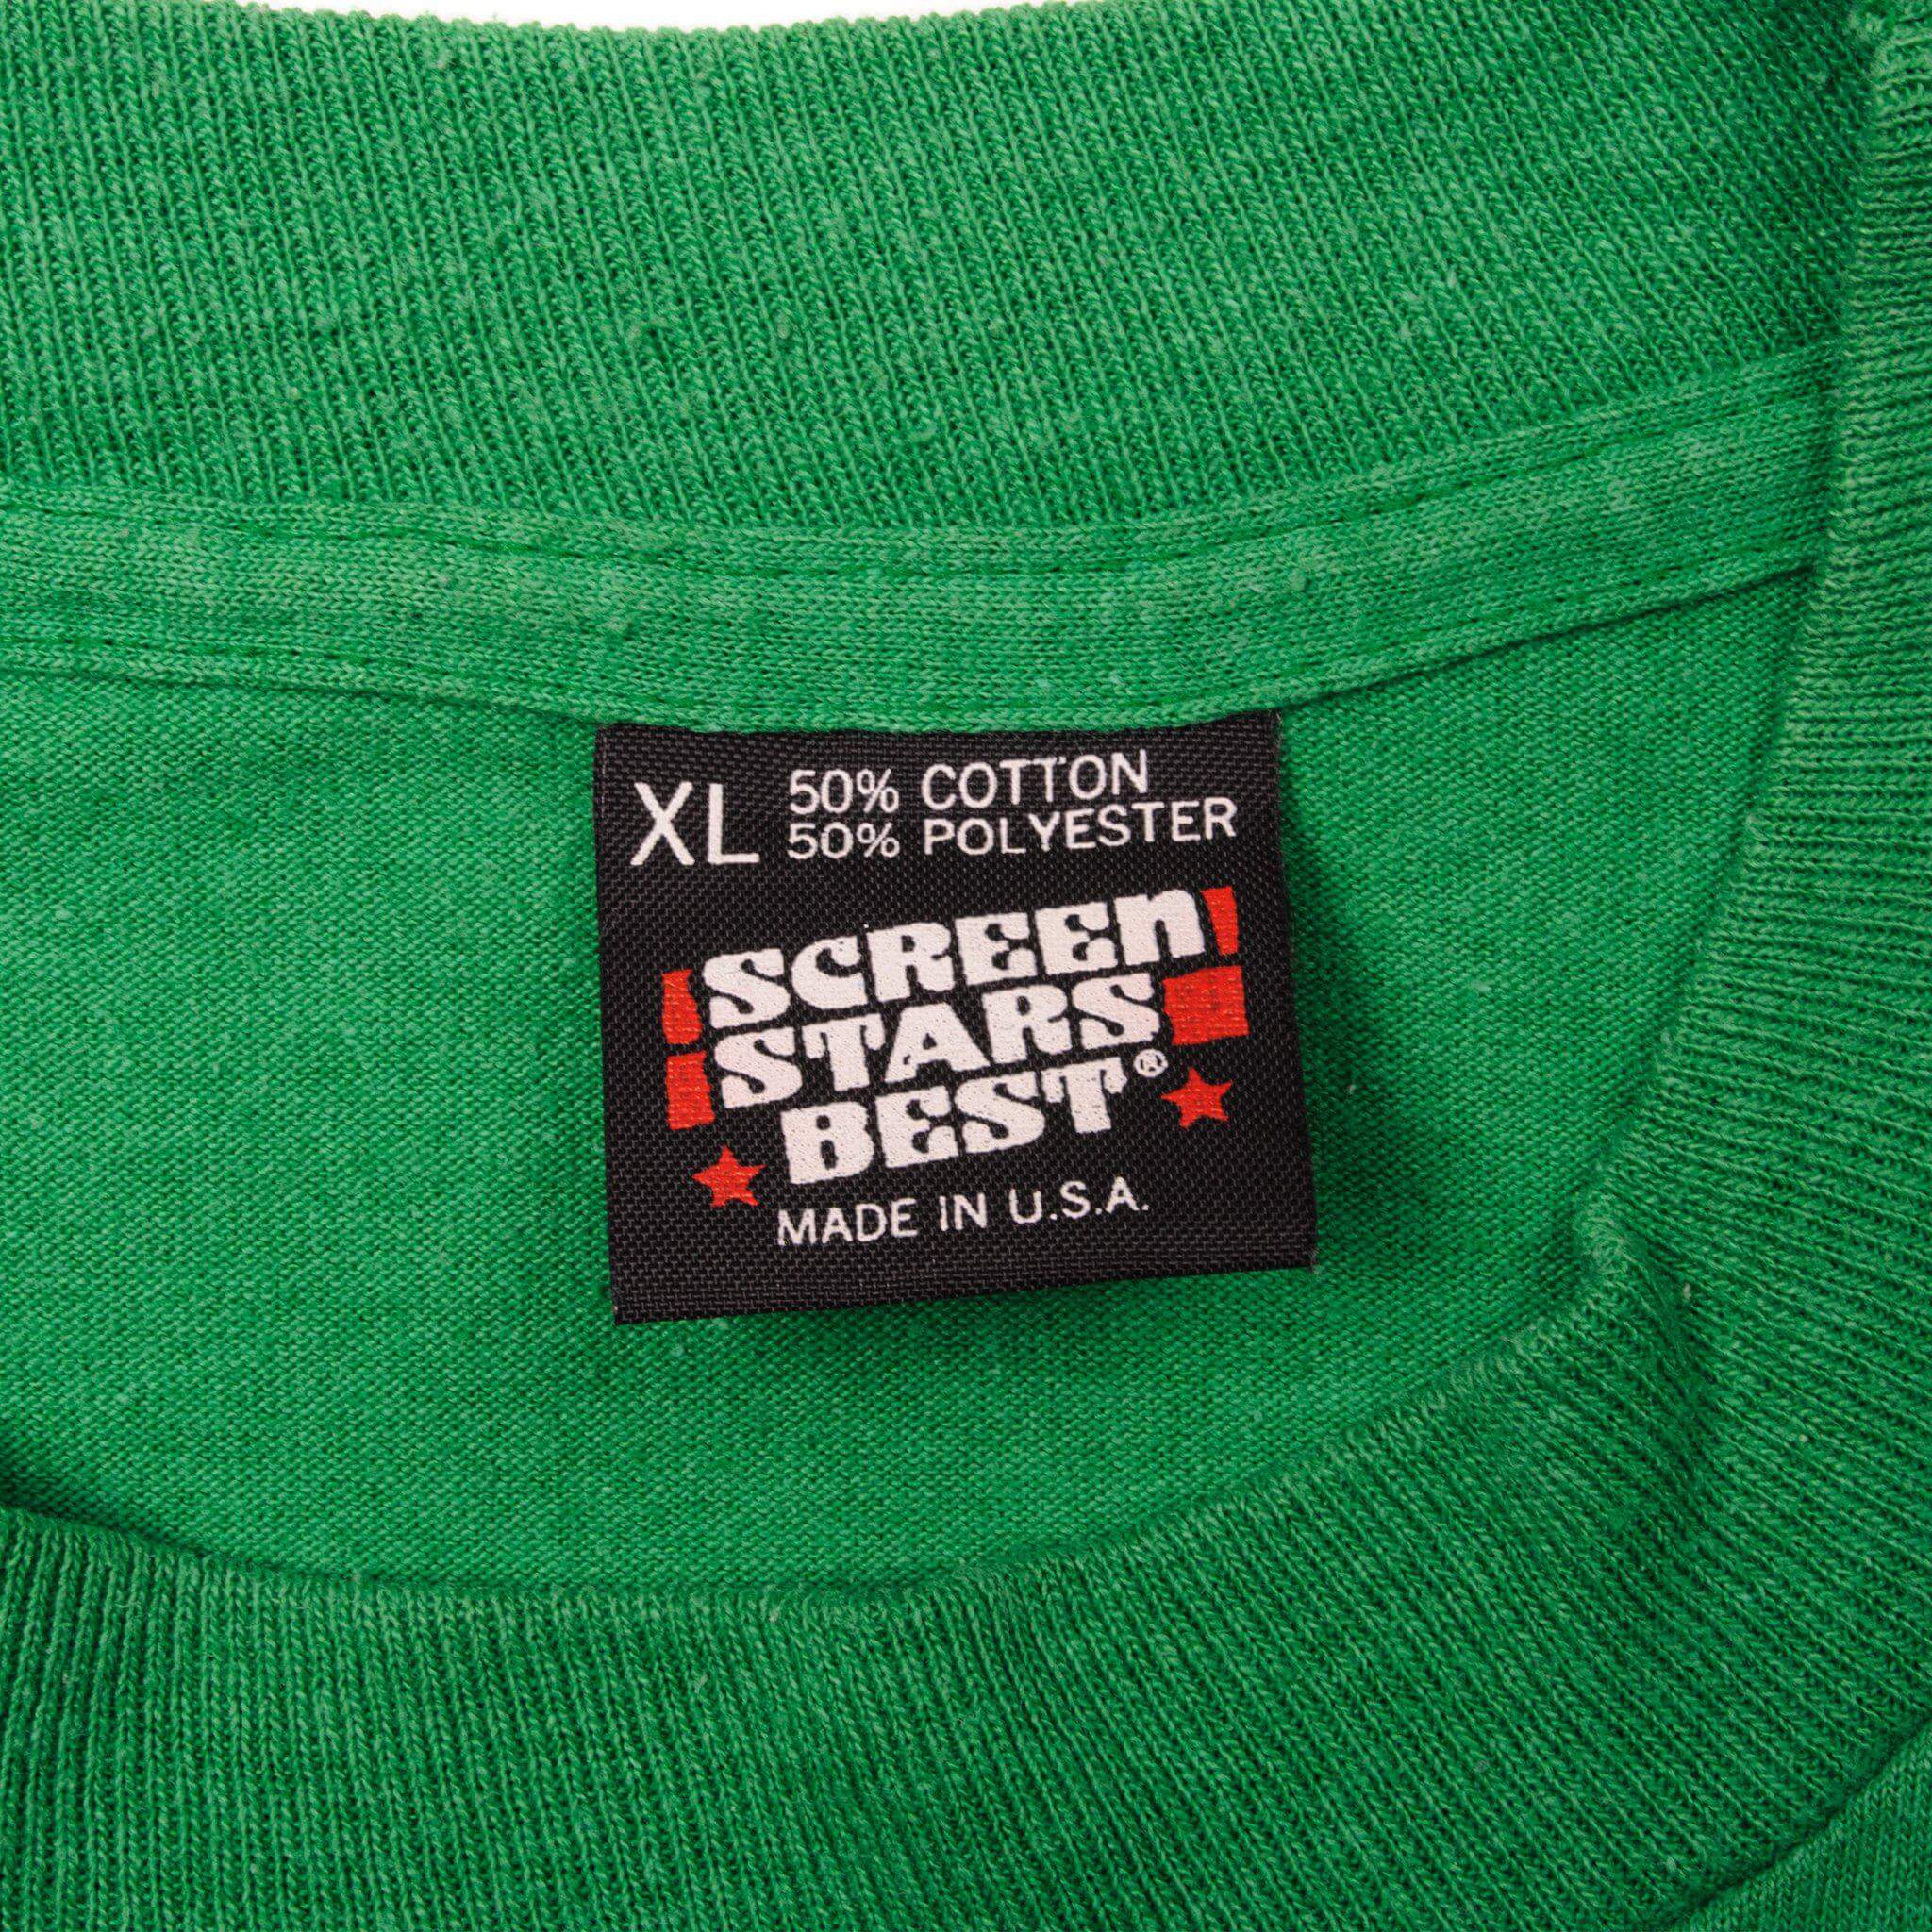 XL 50% COTTON
50% POLYESTER
SCREEn
STARS
BEST®
MADE IN U.S.A.